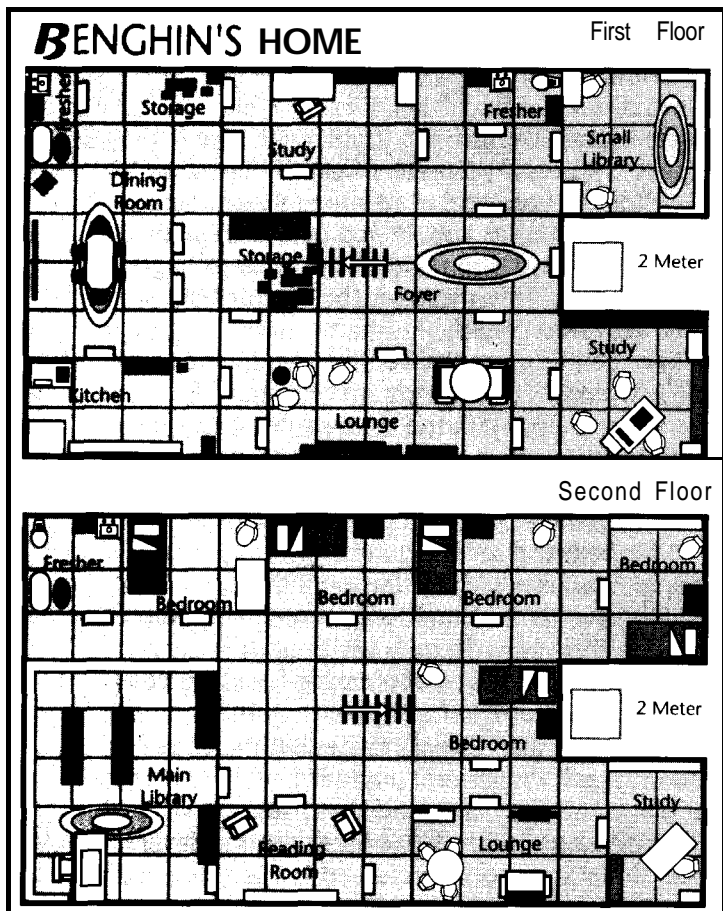 BENGHIN'S HOME
First Floor
Fresher
Storage
Study
Fresher
Small
Library
Dining
Room
Storage
Foyer
2 Meter
Study
Kitchen
Lounge
Second Floor
Fresher
Bedroom
Bedroom
Bedroom
Bedroom
2 Meter
Bedroom
Main
Library
Reading
Room
Lounge
Study